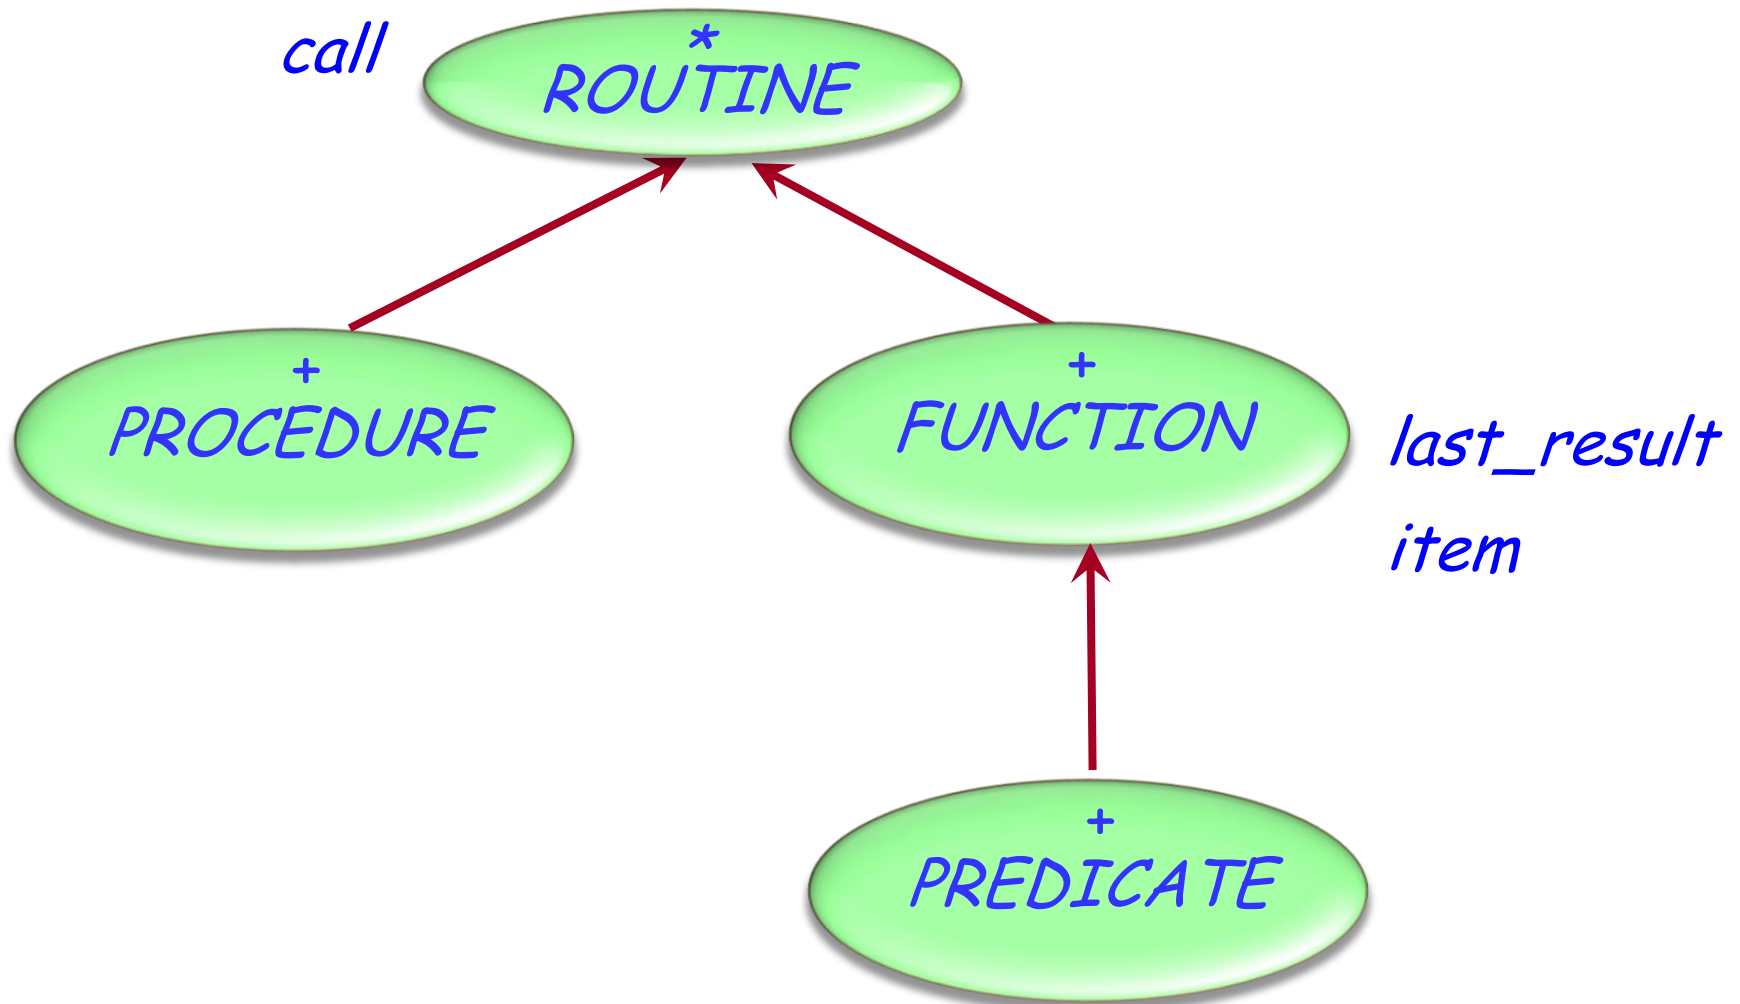 call
*
ROUTINE
+
PROCEDURE
+
FUNCTION
last_result
item
+
PREDICATE